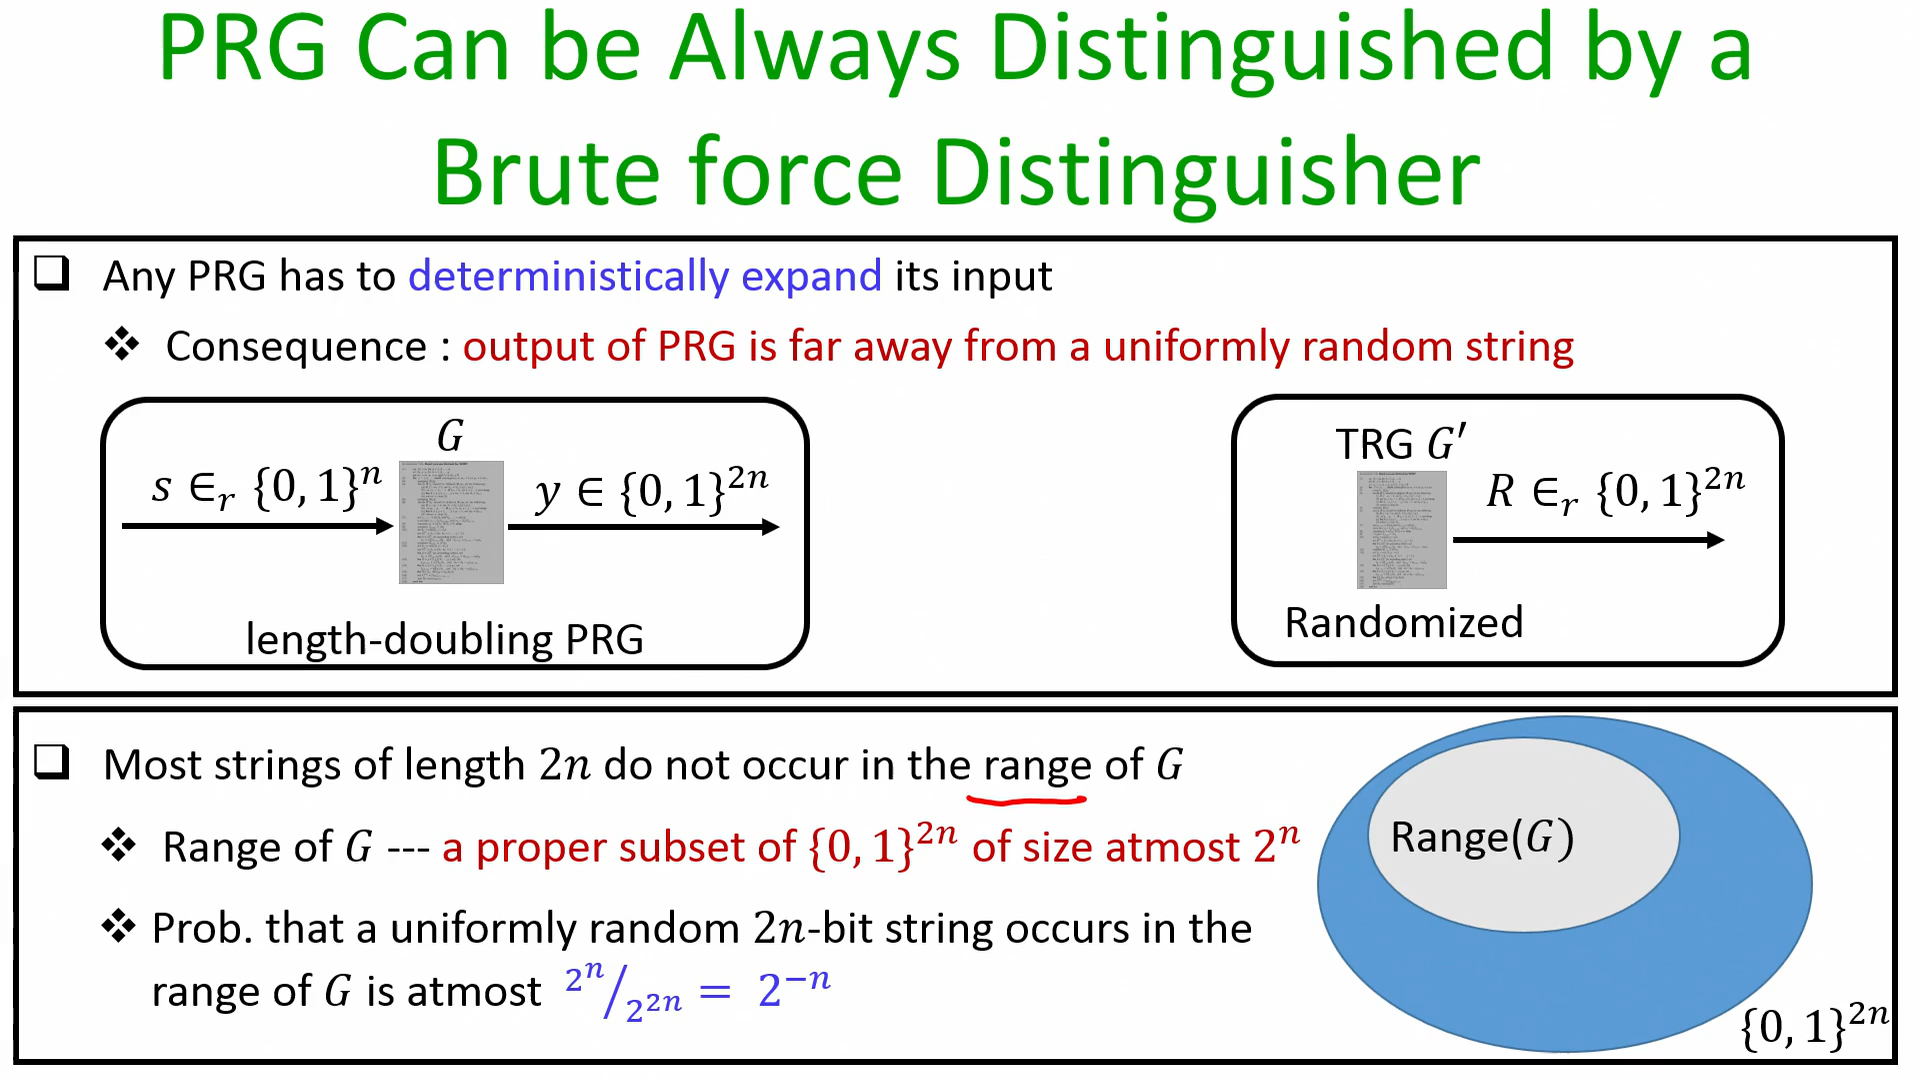 PRG Can be Always Distinguished by a
Brute force Distinguisher
Any PRG has to deterministically expand its input
Consequence : output of PRG is far away from a uniformly random string
G
s ∈r {0, 1}^n
y ∈ {0, 1}^2n
length-doubling PRG
TRG G′
R ∈r {0, 1}^2n
Randomized
Most strings of length 2n do not occur in the range of G
Range of G --- a proper subset of {0, 1}^2n of size atmost 2^n
Prob. that a uniformly random 2n-bit string occurs in the
range of G is atmost 2^n/2^2n = 2^−n
Range(G)
{0, 1}^2n